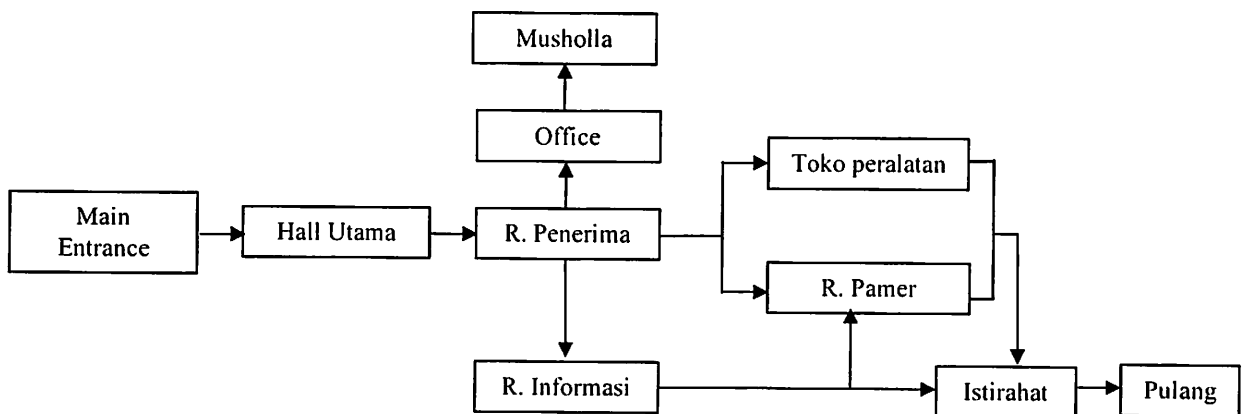 Musholla
Office
Toko peralatan
Main
Entrance
Hall Utama
R. Penerima
R. Pamer
R. Informasi
Istirahat
Pulang